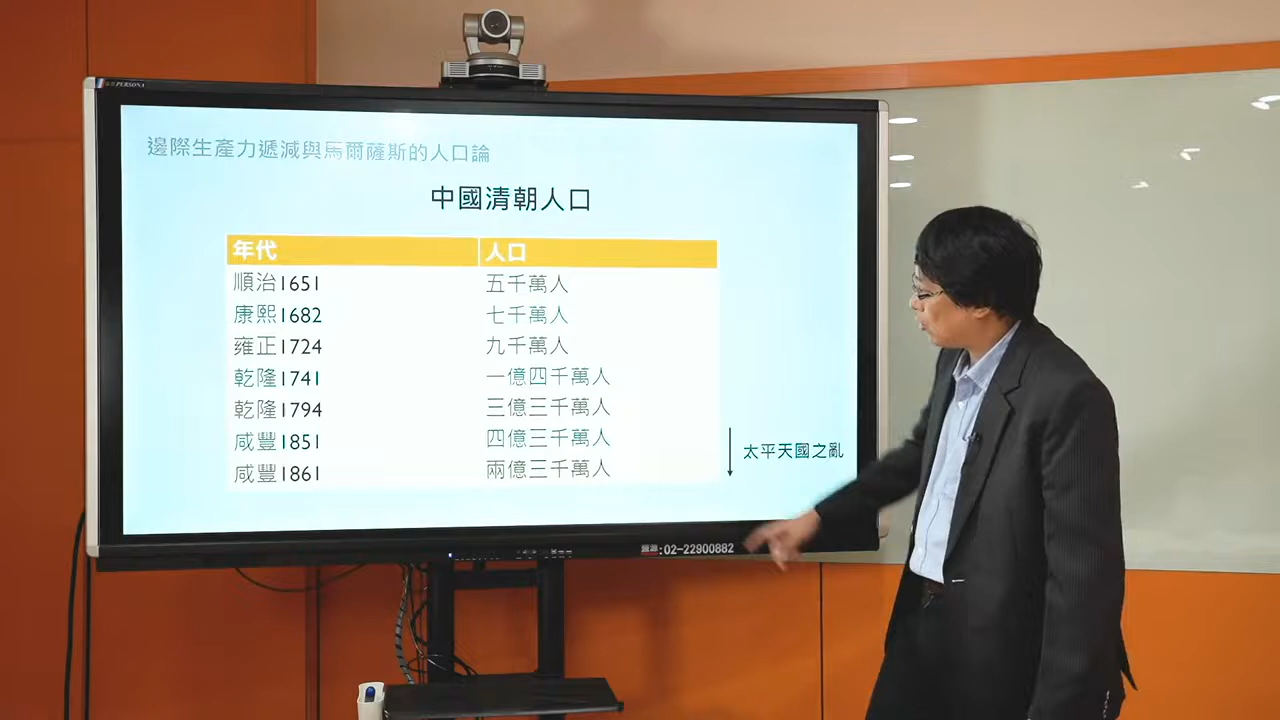 PERSONA
邊際生產力遞減與馬爾薩斯的人口論
中國清朝人口
年代 人口
順治1651 五千萬人
康熙1682 七千萬人
雍正1724 九千萬人
乾隆1741 一億四千萬人
乾隆1794 三億三千萬人
咸豐1851 四億三千萬人
咸豐1861 兩億三千萬人
太平天國之亂
:02-22900882